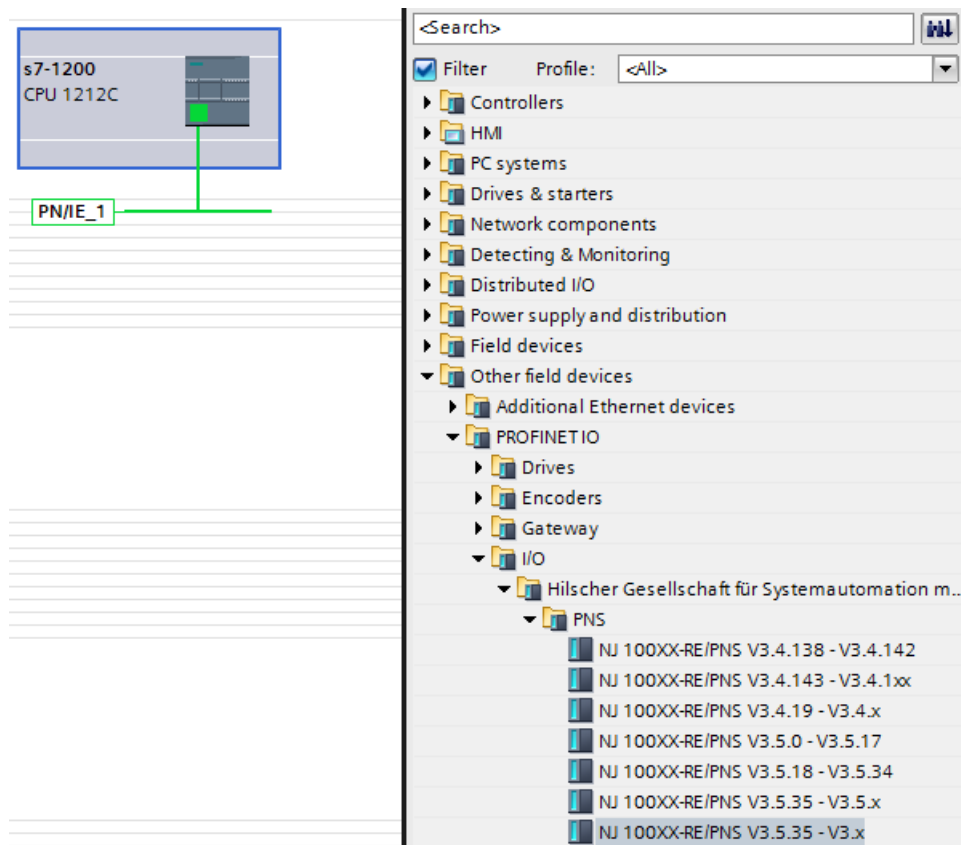 s7-1200
CPU 1212C
PN/IE_1
<Search>
Filter Profile: <All>
Controllers
HMI
PC systems
Drives & starters
Network components
Detecting & Monitoring
Distributed I/O
Power supply and distribution
Field devices
Other field devices
Additional Ethernet devices
PROFINET IO
Drives
Encoders
Gateway
I/O
Hilscher Gesellschaft für Systemautomation m...
PNS
NJ 100XX-RE/PNS V3.4.138 - V3.4.142
NJ 100XX-RE/PNS V3.4.143 - V3.4.1xx
NJ 100XX-RE/PNS V3.4.19 - V3.4.x
NJ 100XX-RE/PNS V3.5.0 - V3.5.17
NJ 100XX-RE/PNS V3.5.18 - V3.5.34
NJ 100XX-RE/PNS V3.5.35 - V3.5.x
NJ 100XX-RE/PNS V3.5.35 - V3.x